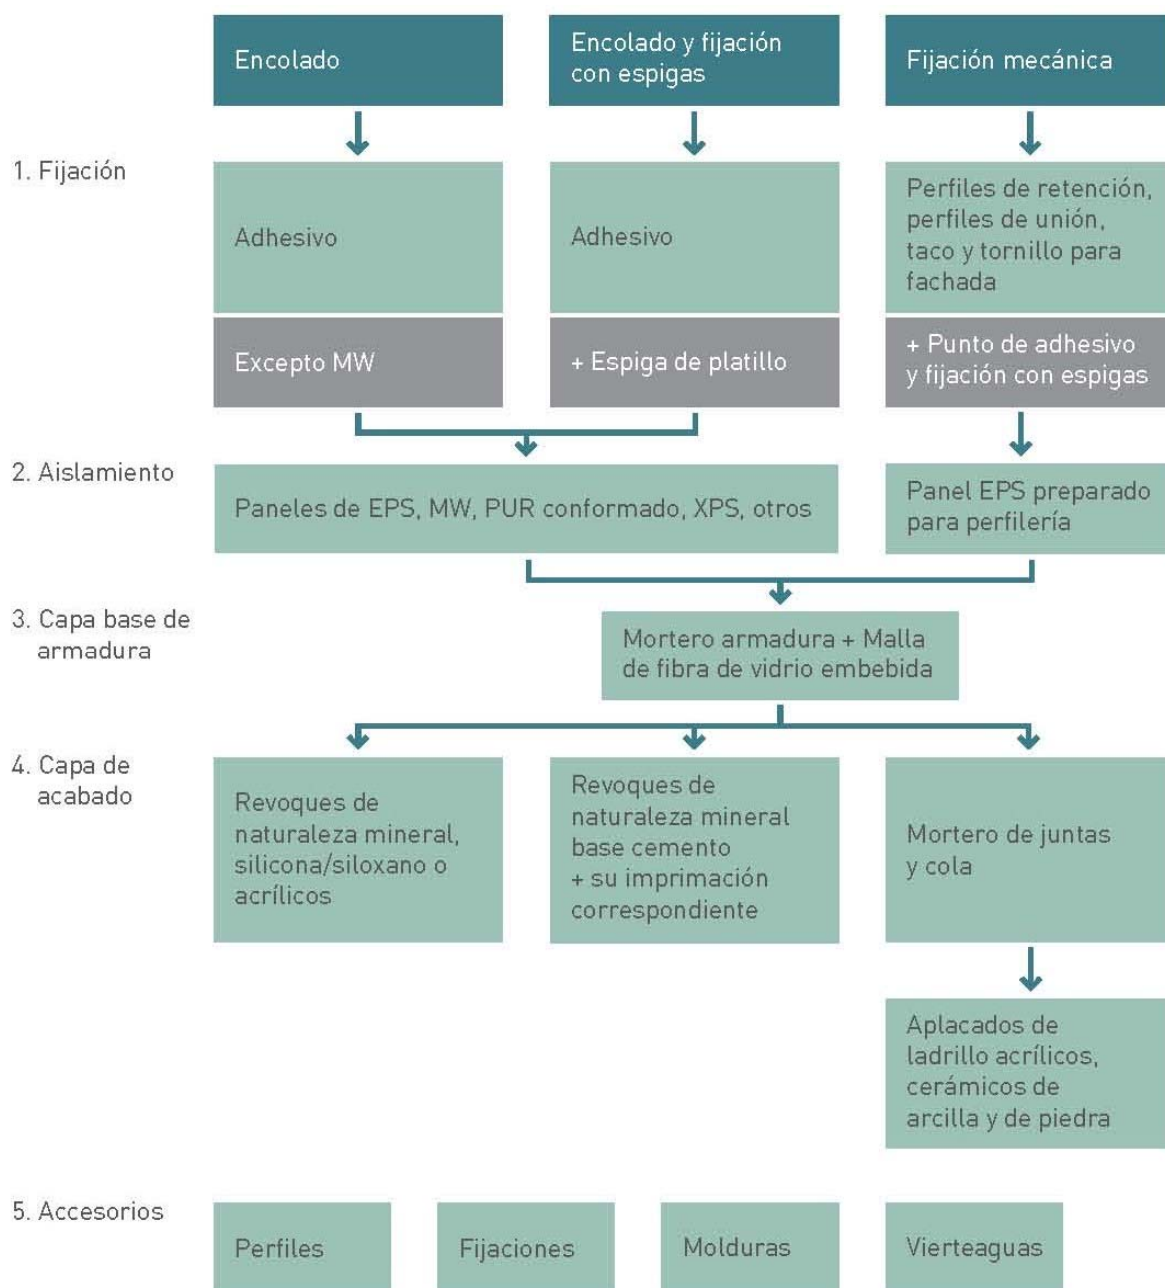 Encolado
Encolado y fijación
con espigas
Fijación mecánica
1. Fijación
Adhesivo
Adhesivo
Perfiles de retención,
perfiles de unión,
taco y tornillo para
fachada
Excepto MW
+ Espiga de platillo
+ Punto de adhesivo
y fijación con espigas
2. Aislamiento
Paneles de EPS, MW, PUR conformado, XPS, otros
Panel EPS preparado
para perfilería
3. Capa base de
armadura
Mortero armadura + Malla
de fibra de vidrio embebida
4. Capa de
acabado
Revoques de
naturaleza mineral,
silicona/siloxano o
acrílicos
Revoques de
naturaleza mineral
base cemento
+ su imprimación
correspondiente
Mortero de juntas
y cola
Aplacados de
ladrillo acrílicos,
cerámicos de
arcilla y de piedra
5. Accesorios
Perfiles
Fijaciones
Molduras
Vierteaguas